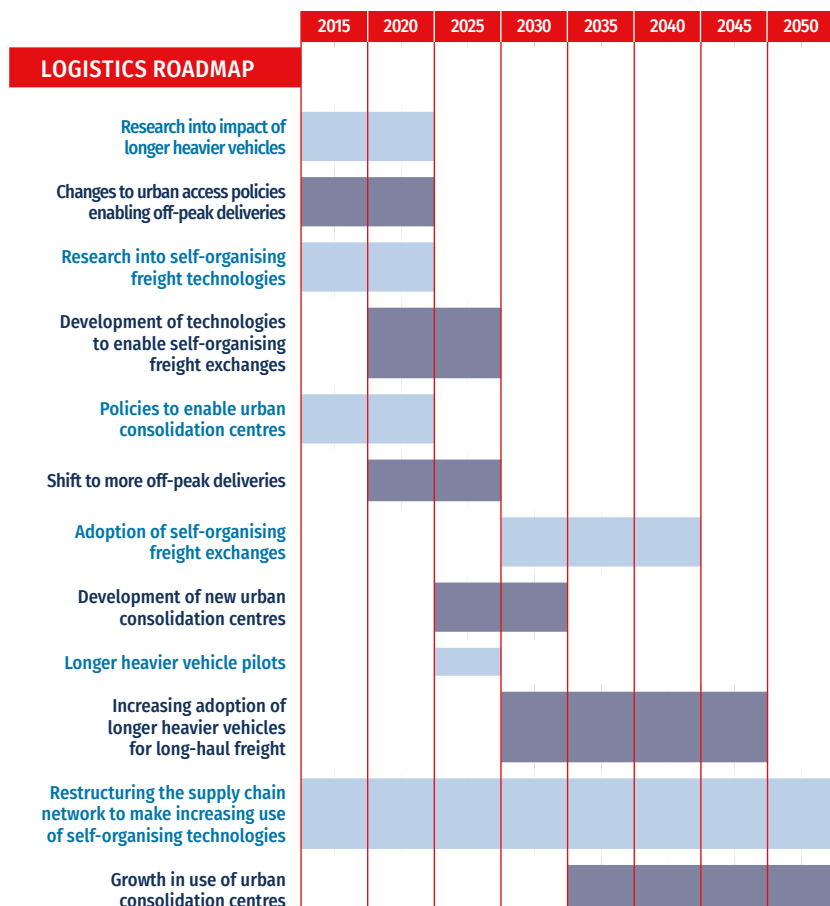 2015 2020 2025 2030 2035 2040 2045 2050
LOGISTICS ROADMAP
Research into impact of
longer heavier vehicles
Changes to urban access policies
enabling off-peak deliveries
Research into self-organising
freight technologies
Development of technologies
to enable self-organising
freight exchanges
Policies to enable urban
consolidation centres
Shift to more off-peak deliveries
Adoption of self-organising
freight exchanges
Development of new urban
consolidation centres
Longer heavier vehicle pilots
Increasing adoption of
longer heavier vehicles
for long-haul freight
Restructuring the supply chain
network to make increasing use
of self-organising technologies
Growth in use of urban
consolidation centres